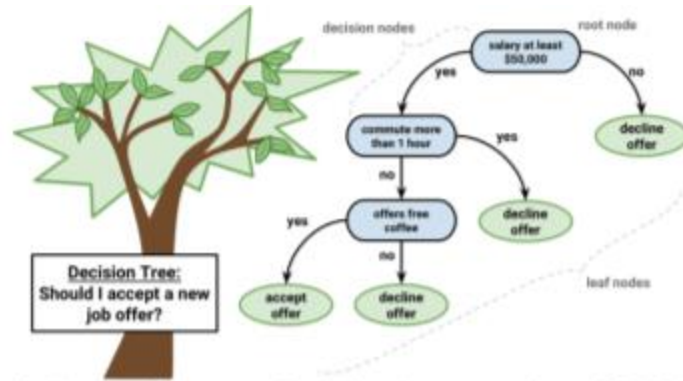 decision nodes
root node
salary at least
$50,000
yes
no
decline
offer
commute more
than 1 hour
yes
no
decline
offer
offers free
coffee
yes
no
accept
offer
decline
offer
leaf nodes
Decision Tree:
Should I accept a new
job offer?